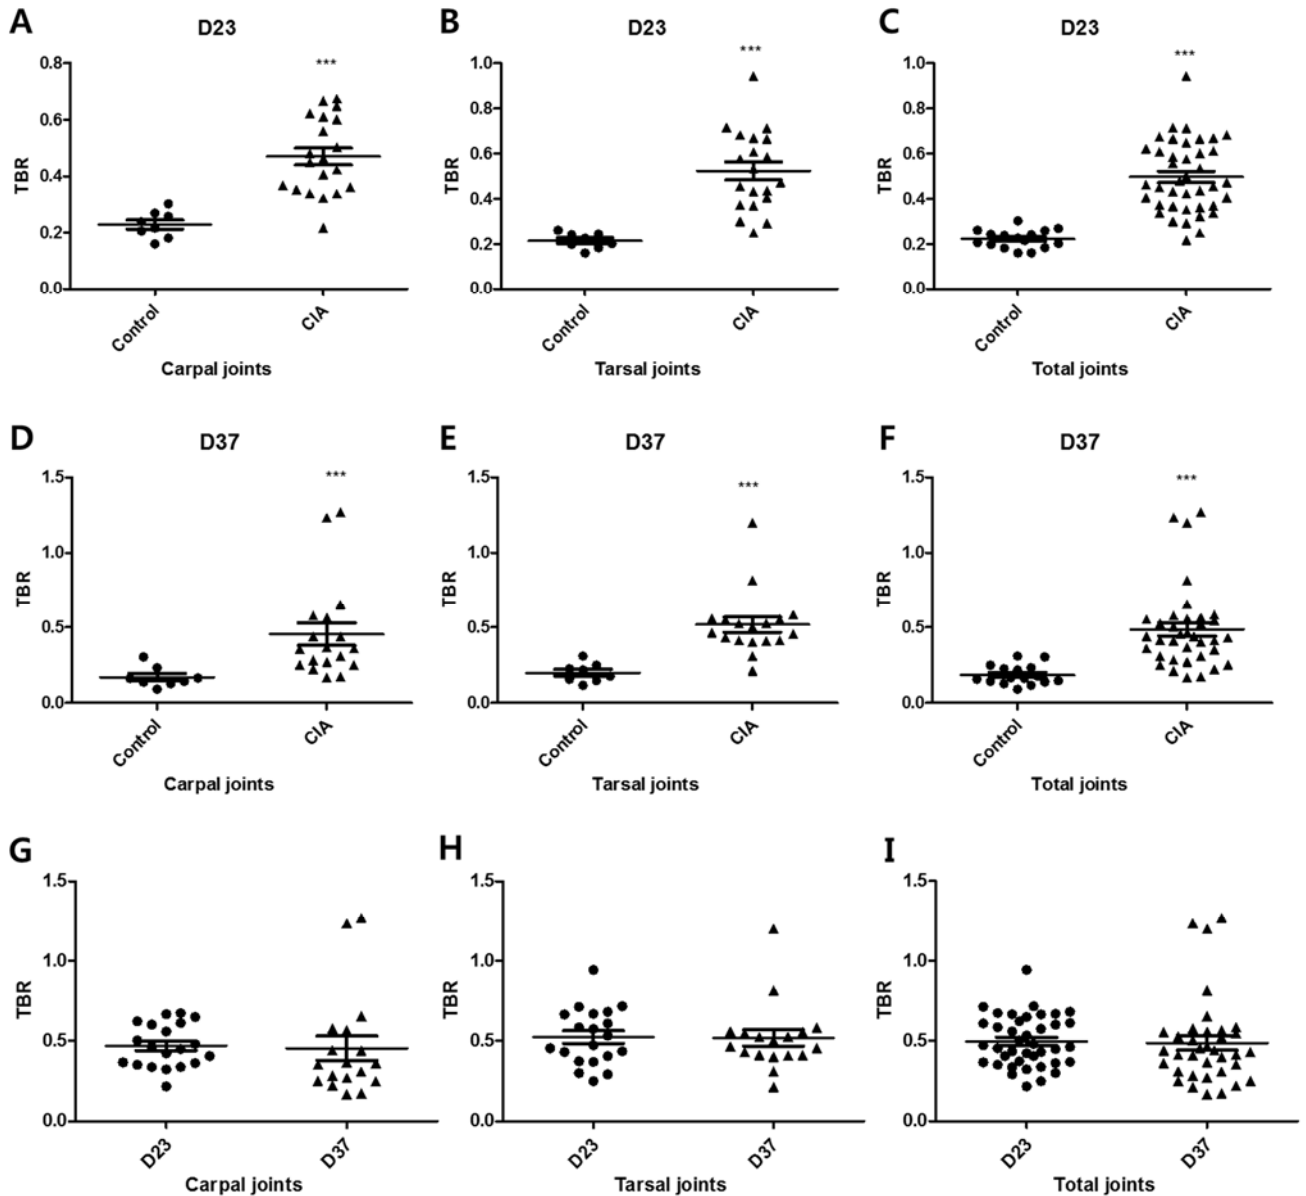 A
D23
***
TBR
0.8
0.6
0.4
0.2
0.0
Control
CIA
Carpal joints
B
D23
***
TBR
1.0
0.8
0.6
0.4
0.2
0.0
Control
CIA
Tarsal joints
C
D23
***
TBR
1.0
0.8
0.6
0.4
0.2
0.0
Control
CIA
Total joints
D
D37
***
TBR
1.5
1.0
0.5
0.0
Control
CIA
Carpal joints
E
D37
***
TBR
1.5
1.0
0.5
0.0
Control
CIA
Tarsal joints
F
D37
***
TBR
1.5
1.0
0.5
0.0
Control
CIA
Total joints
G
TBR
1.5
1.0
0.5
0.0
D23
D37
Carpal joints
H
TBR
1.5
1.0
0.5
0.0
D23
D37
Tarsal joints
I
TBR
1.5
1.0
0.5
0.0
D23
D37
Total joints